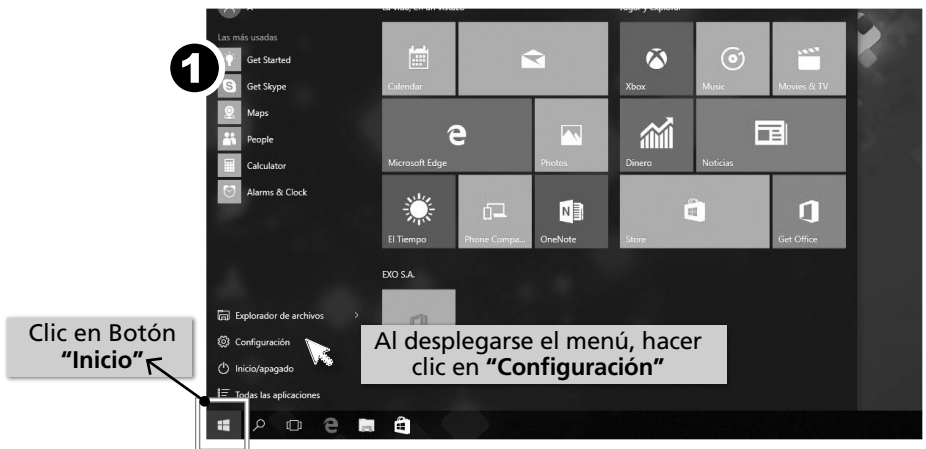 Las más usadas
1
Get Started
Get Skype
Maps
People
Calculator
Alarms & Clock
Calendar
Xbox
Music
Movies & TV
Microsoft Edge
Photos
Dinero
Noticias
El Tiempo
Phone Compa...
OneNote
Store
Get Office
EXO S.A.
Explorador de archivos
Configuración
Inicio/apagado
Todas las aplicaciones
Clic en Botón
“Inicio”
Al desplegarse el menú, hacer
clic en “Configuración”